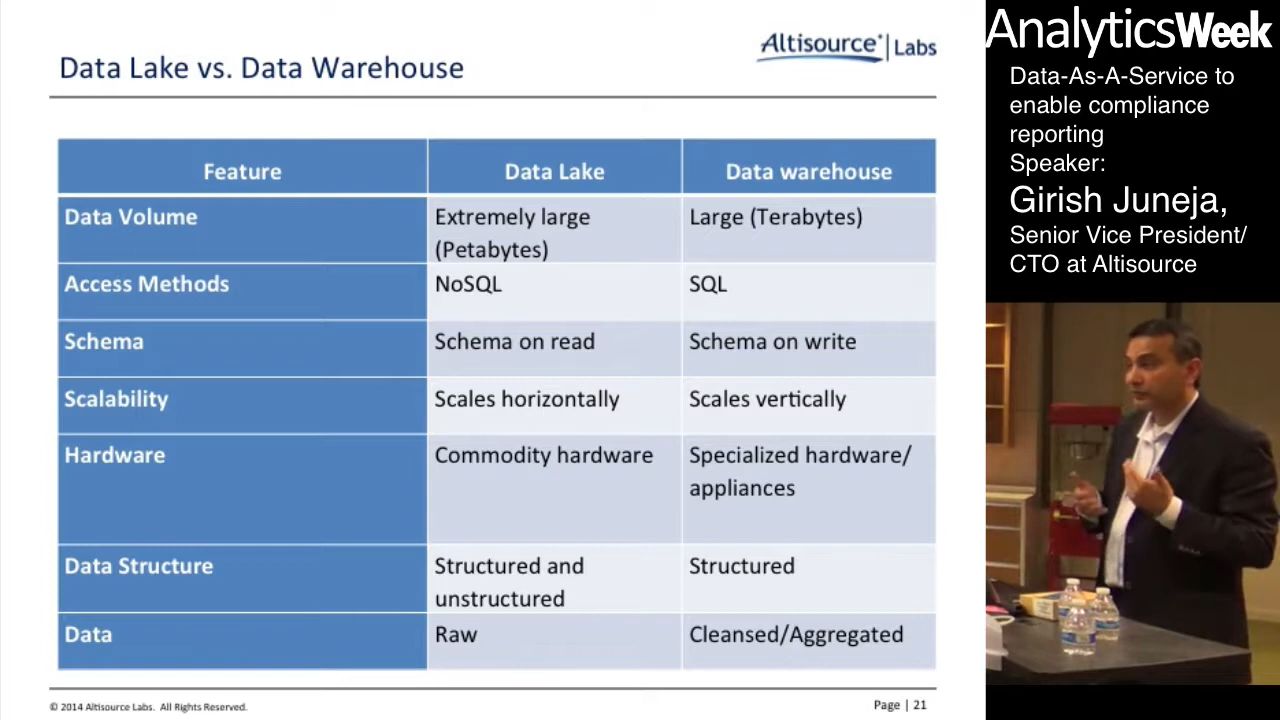 Data Lake vs. Data Warehouse
Altisource® | Labs
Feature
Data Lake
Data warehouse
Data Volume
Extremely large
(Petabytes)
Large (Terabytes)
Access Methods
NoSQL
SQL
Schema
Schema on read
Schema on write
Scalability
Scales horizontally
Scales vertically
Hardware
Commodity hardware
Specialized hardware/
appliances
Data Structure
Structured and
unstructured
Structured
Data
Raw
Cleansed/Aggregated
© 2014 Altisource Labs. All Rights Reserved.
Page | 21
AnalyticsWeek
Data-As-A-Service to
enable compliance
reporting
Speaker:
Girish Juneja,
Senior Vice President/
CTO at Altisource